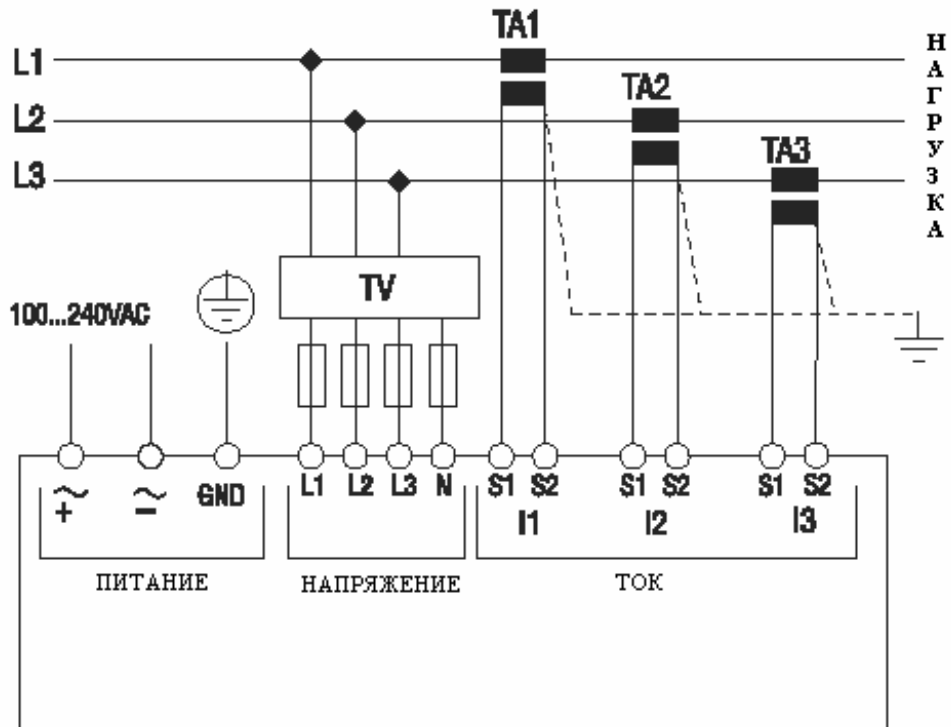 TA1
L1
TA2
L2
TA3
L3
НАГРУЗКА
TV
100...240VAC
L1 L2 L3 N S1 S2 S1 S2 S1 S2
~ + ~ − GND
I1 I2 I3
ПИТАНИЕ НАПРЯЖЕНИЕ ТОК